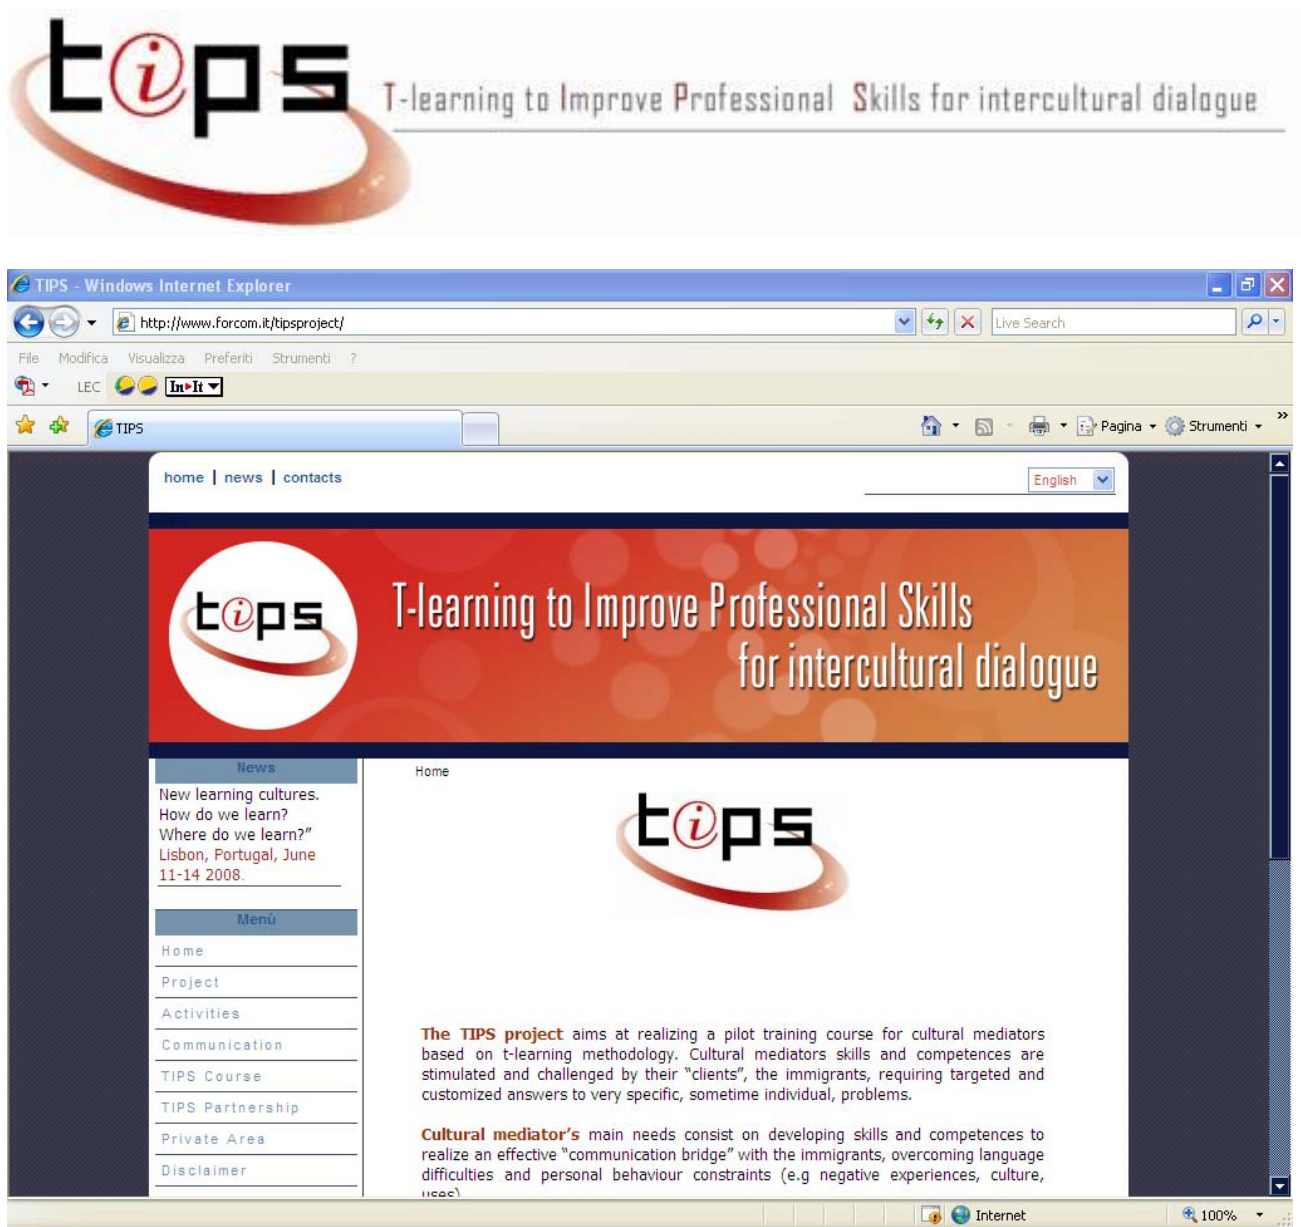 tips
T-learning to Improve Professional Skills for intercultural dialogue
TIPS - Windows Internet Explorer
http://www.forcom.it/tipsproject/
Live Search
File Modifica Visualizza Preferiti Strumenti ?
LEC In▸It
TIPS
Pagina Strumenti »
home | news | contacts
English
tips
T-learning to Improve Professional Skills
for intercultural dialogue
News
New learning cultures.
How do we learn?
Where do we learn?”
Lisbon, Portugal, June
11-14 2008.
Menù
Home
Project
Activities
Communication
TIPS Course
TIPS Partnership
Private Area
Disclaimer
Home
tips
The TIPS project aims at realizing a pilot training course for cultural mediators
based on t-learning methodology. Cultural mediators skills and competences are
stimulated and challenged by their “clients”, the immigrants, requiring targeted and
customized answers to very specific, sometime individual, problems.
Cultural mediator’s main needs consist on developing skills and competences to
realize an effective “communication bridge” with the immigrants, overcoming language
difficulties and personal behaviour constraints (e.g negative experiences, culture,
uses)
Internet
100%